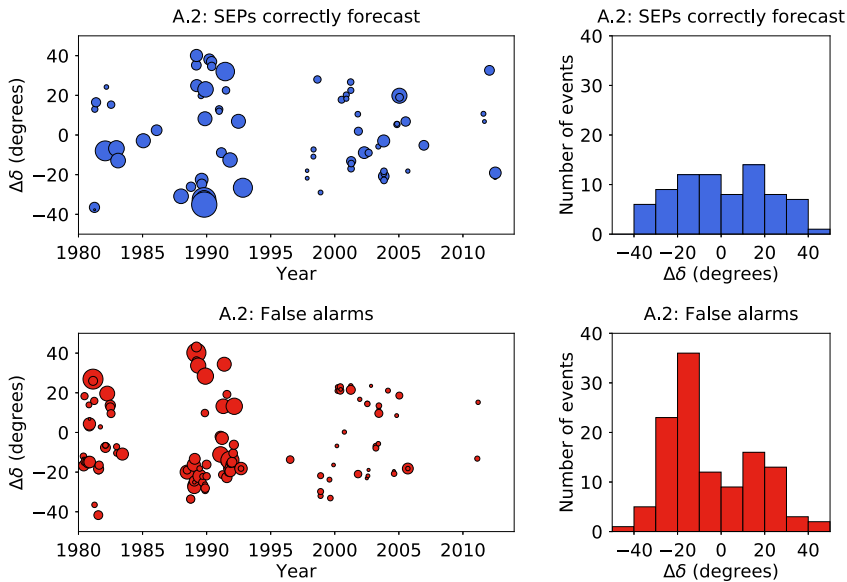 A.2: SEPs correctly forecast
Δδ (degrees)
40
20
0
−20
−40
1980 1985 1990 1995 2000 2005 2010
Year
A.2: SEPs correctly forecast
Number of events
40
30
20
10
0
−40 −20 0 20 40
Δδ (degrees)
A.2: False alarms
Δδ (degrees)
40
20
0
−20
−40
1980 1985 1990 1995 2000 2005 2010
Year
A.2: False alarms
Number of events
40
30
20
10
0
−40 −20 0 20 40
Δδ (degrees)